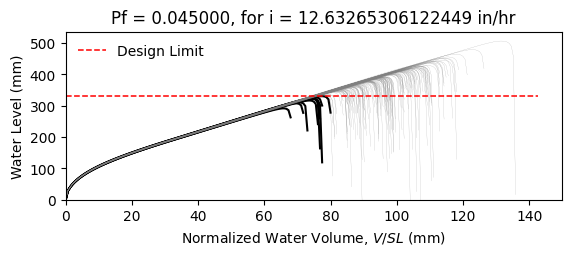 Pf = 0.045000, for i = 12.63265306122449 in/hr
Design Limit
Water Level (mm)
500
400
300
200
100
0
0 20 40 60 80 100 120 140
Normalized Water Volume, V/SL (mm)